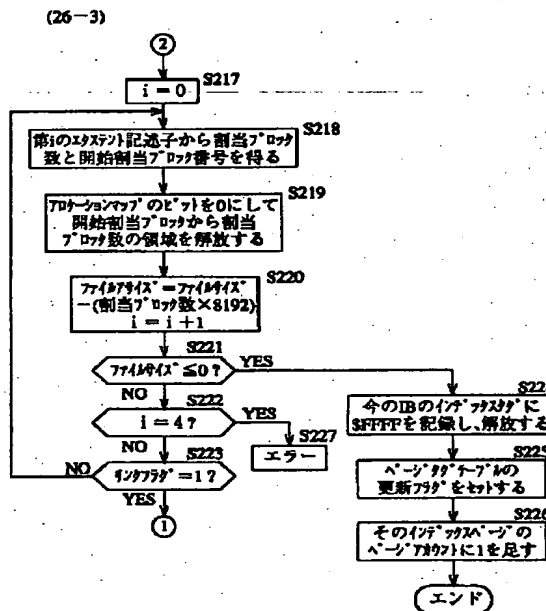 (26-3)
2
S217
i = 0
S218
第iのエクステント記述子から割当ブロック
数と開始割当ブロック番号を得る
S219
アロケーションマップのビットを0にして
開始割当ブロックから割当
ブロック数の領域を解放する
S220
ファイルアサイズ=ファイルサイズ
-(割当ブロック数×8192)
i = i + 1
S221
ファイルサイズ≦0?
YES
NO
S222
i = 4?
YES
NO
S227
エラー
S223
リンクフラグ=1?
NO
YES
1
S22
今のIBのインデックスタグに
$FFFFを記録し、解放する
S225
ページタグテーブルの
更新フラグをセットする
S226
そのインデックスページの
ページアカウントに1を足す
エンド